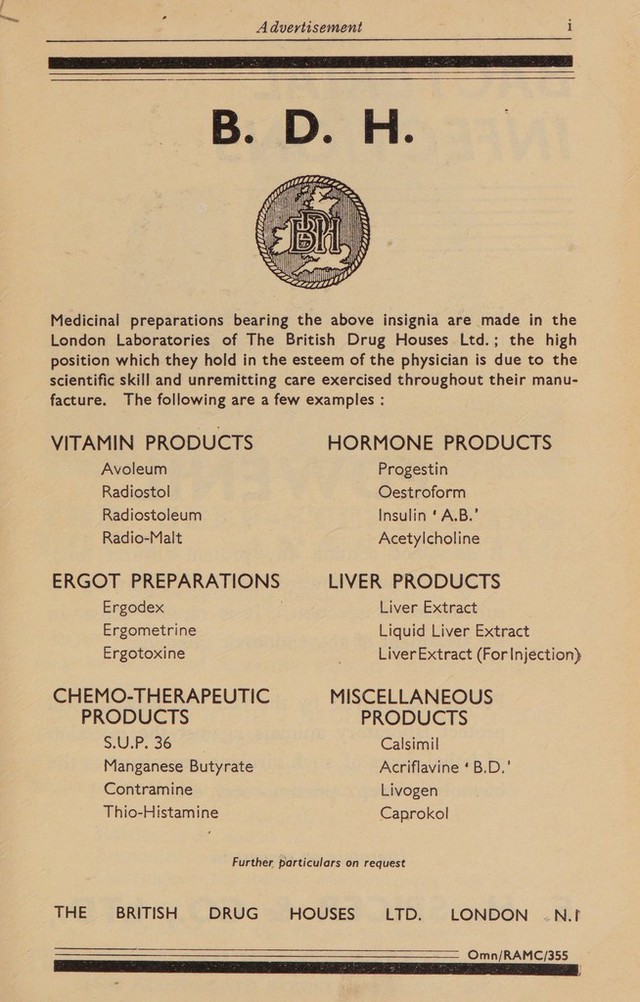 Advertisement i
B. D. H.
BDH
Medicinal preparations bearing the above insignia are made in the
London Laboratories of The British Drug Houses Ltd. ; the high
position which they hold in the esteem of the physician is due to the
scientific skill and unremitting care exercised throughout their manu-
facture. The following are a few examples :
VITAMIN PRODUCTS
Avoleum
Radiostol
Radiostoleum
Radio-Malt
HORMONE PRODUCTS
Progestin
Oestroform
Insulin ‘ A.B.’
Acetylcholine
ERGOT PREPARATIONS
Ergodex
Ergometrine
Ergotoxine
LIVER PRODUCTS
Liver Extract
Liquid Liver Extract
Liver Extract (For Injection)
CHEMO-THERAPEUTIC
PRODUCTS
S.U.P. 36
Manganese Butyrate
Contramine
Thio-Histamine
MISCELLANEOUS
PRODUCTS
Calsimil
Acriflavine ‘ B.D.’
Livogen
Caprokol
Further particulars on request
THE BRITISH DRUG HOUSES LTD. LONDON N.1
Omn/RAMC/355